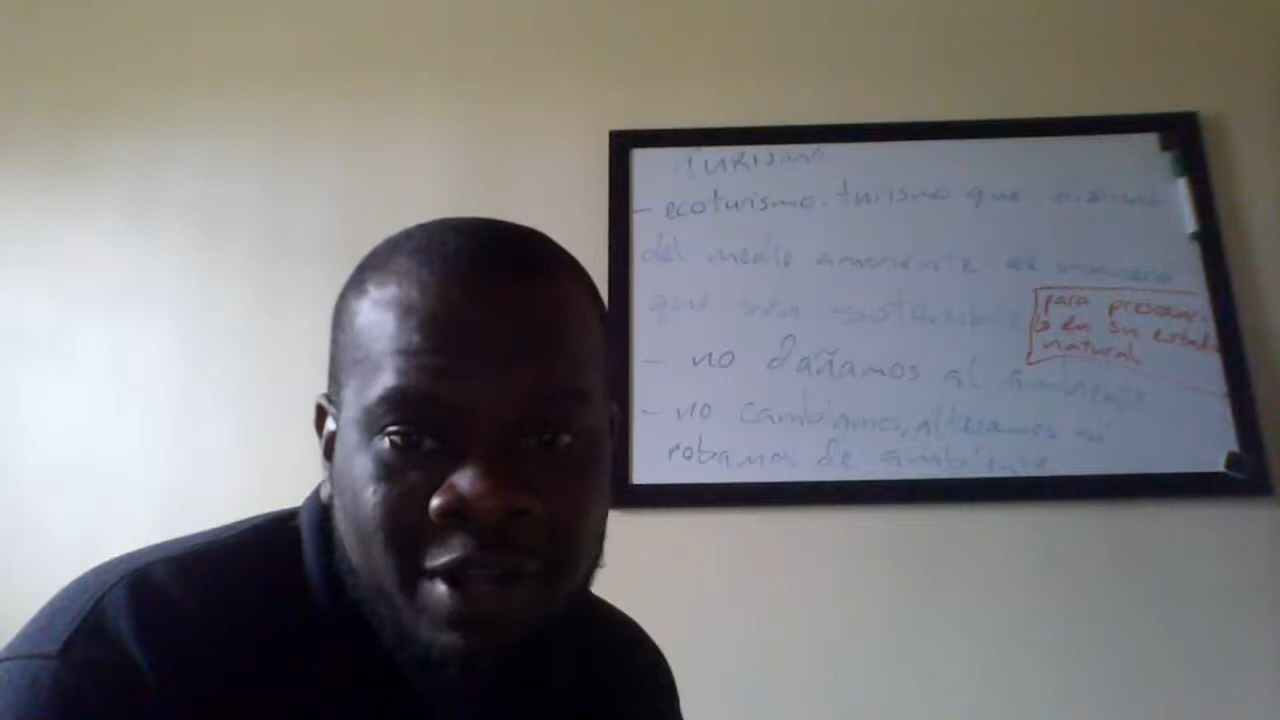 Turismo
- ecoturismo. turismo que
del medio ambiente de manera
que sea sostenible
para preservar
lo en su estado
natural
- no dañamos al ambiente
- no cambiamos, alteramos ni
robamos de ambiente